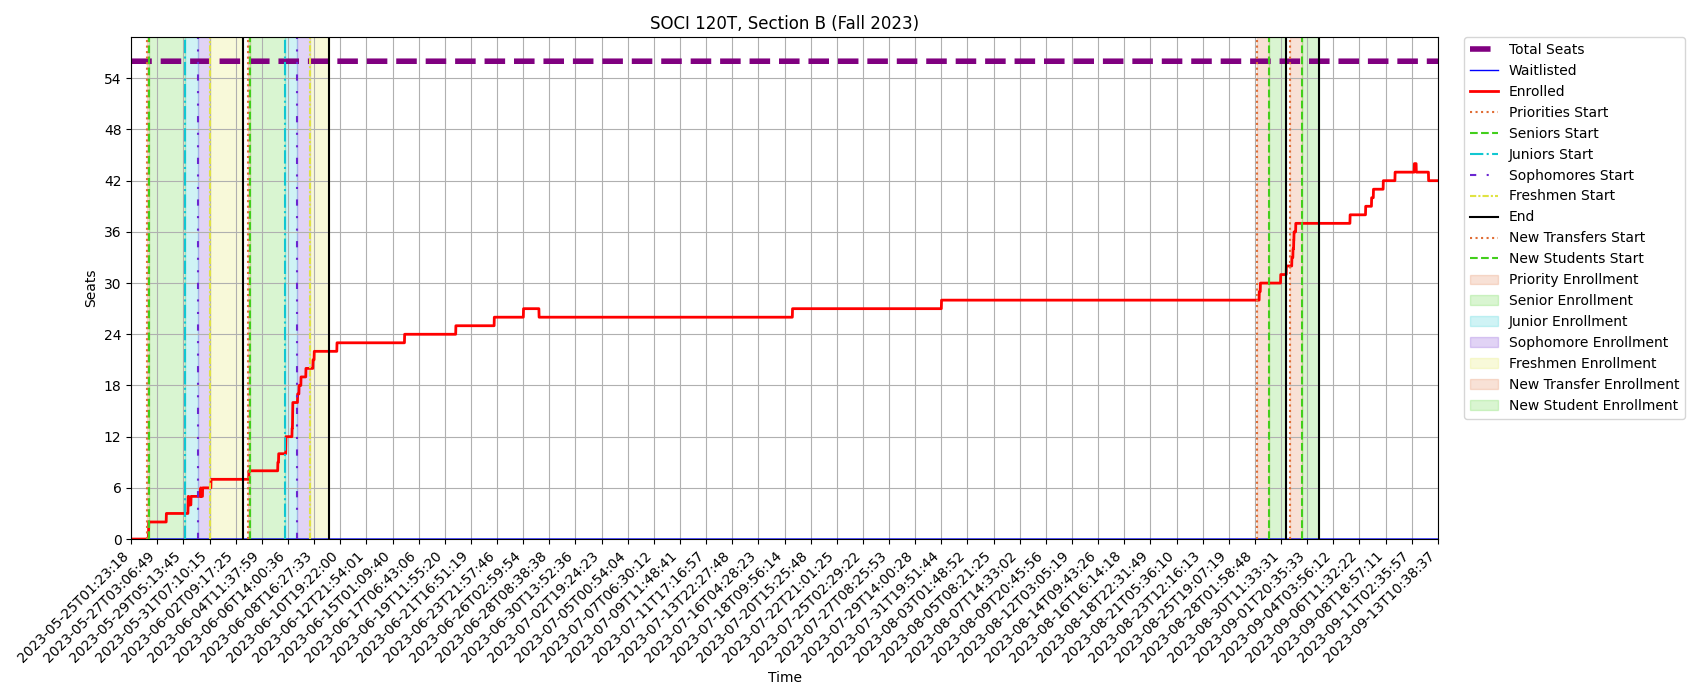 SOCI 120T, Section B (Fall 2023)
Seats
54
48
42
36
30
24
18
12
6
0
2023-05-25T01:23:18
2023-05-27T03:06:49
2023-05-29T05:13:45
2023-05-31T07:10:15
2023-06-02T09:17:25
2023-06-04T11:37:59
2023-06-06T14:00:36
2023-06-08T16:27:33
2023-06-10T19:22:00
2023-06-12T21:54:01
2023-06-15T01:09:40
2023-06-17T06:43:06
2023-06-19T11:55:20
2023-06-21T16:51:19
2023-06-23T21:57:46
2023-06-26T02:59:54
2023-06-28T08:38:38
2023-06-30T13:52:36
2023-07-02T19:24:23
2023-07-05T00:54:04
2023-07-07T06:30:12
2023-07-09T11:48:41
2023-07-11T17:16:57
2023-07-13T22:27:48
2023-07-16T04:28:23
2023-07-18T09:56:14
2023-07-20T15:25:48
2023-07-22T21:01:25
2023-07-25T02:29:22
2023-07-27T08:25:53
2023-07-29T14:00:28
2023-07-31T19:51:44
2023-08-03T01:48:52
2023-08-05T08:21:25
2023-08-07T14:33:02
2023-08-09T20:45:56
2023-08-12T03:05:19
2023-08-14T09:43:26
2023-08-16T16:14:18
2023-08-18T22:31:49
2023-08-21T05:36:10
2023-08-23T12:16:13
2023-08-25T19:07:19
2023-08-28T01:58:48
2023-08-30T11:33:31
2023-09-01T20:35:33
2023-09-04T03:56:12
2023-09-06T11:32:22
2023-09-08T18:57:11
2023-09-11T02:35:57
2023-09-13T10:38:37
Time
Total Seats
Waitlisted
Enrolled
Priorities Start
Seniors Start
Juniors Start
Sophomores Start
Freshmen Start
End
New Transfers Start
New Students Start
Priority Enrollment
Senior Enrollment
Junior Enrollment
Sophomore Enrollment
Freshmen Enrollment
New Transfer Enrollment
New Student Enrollment